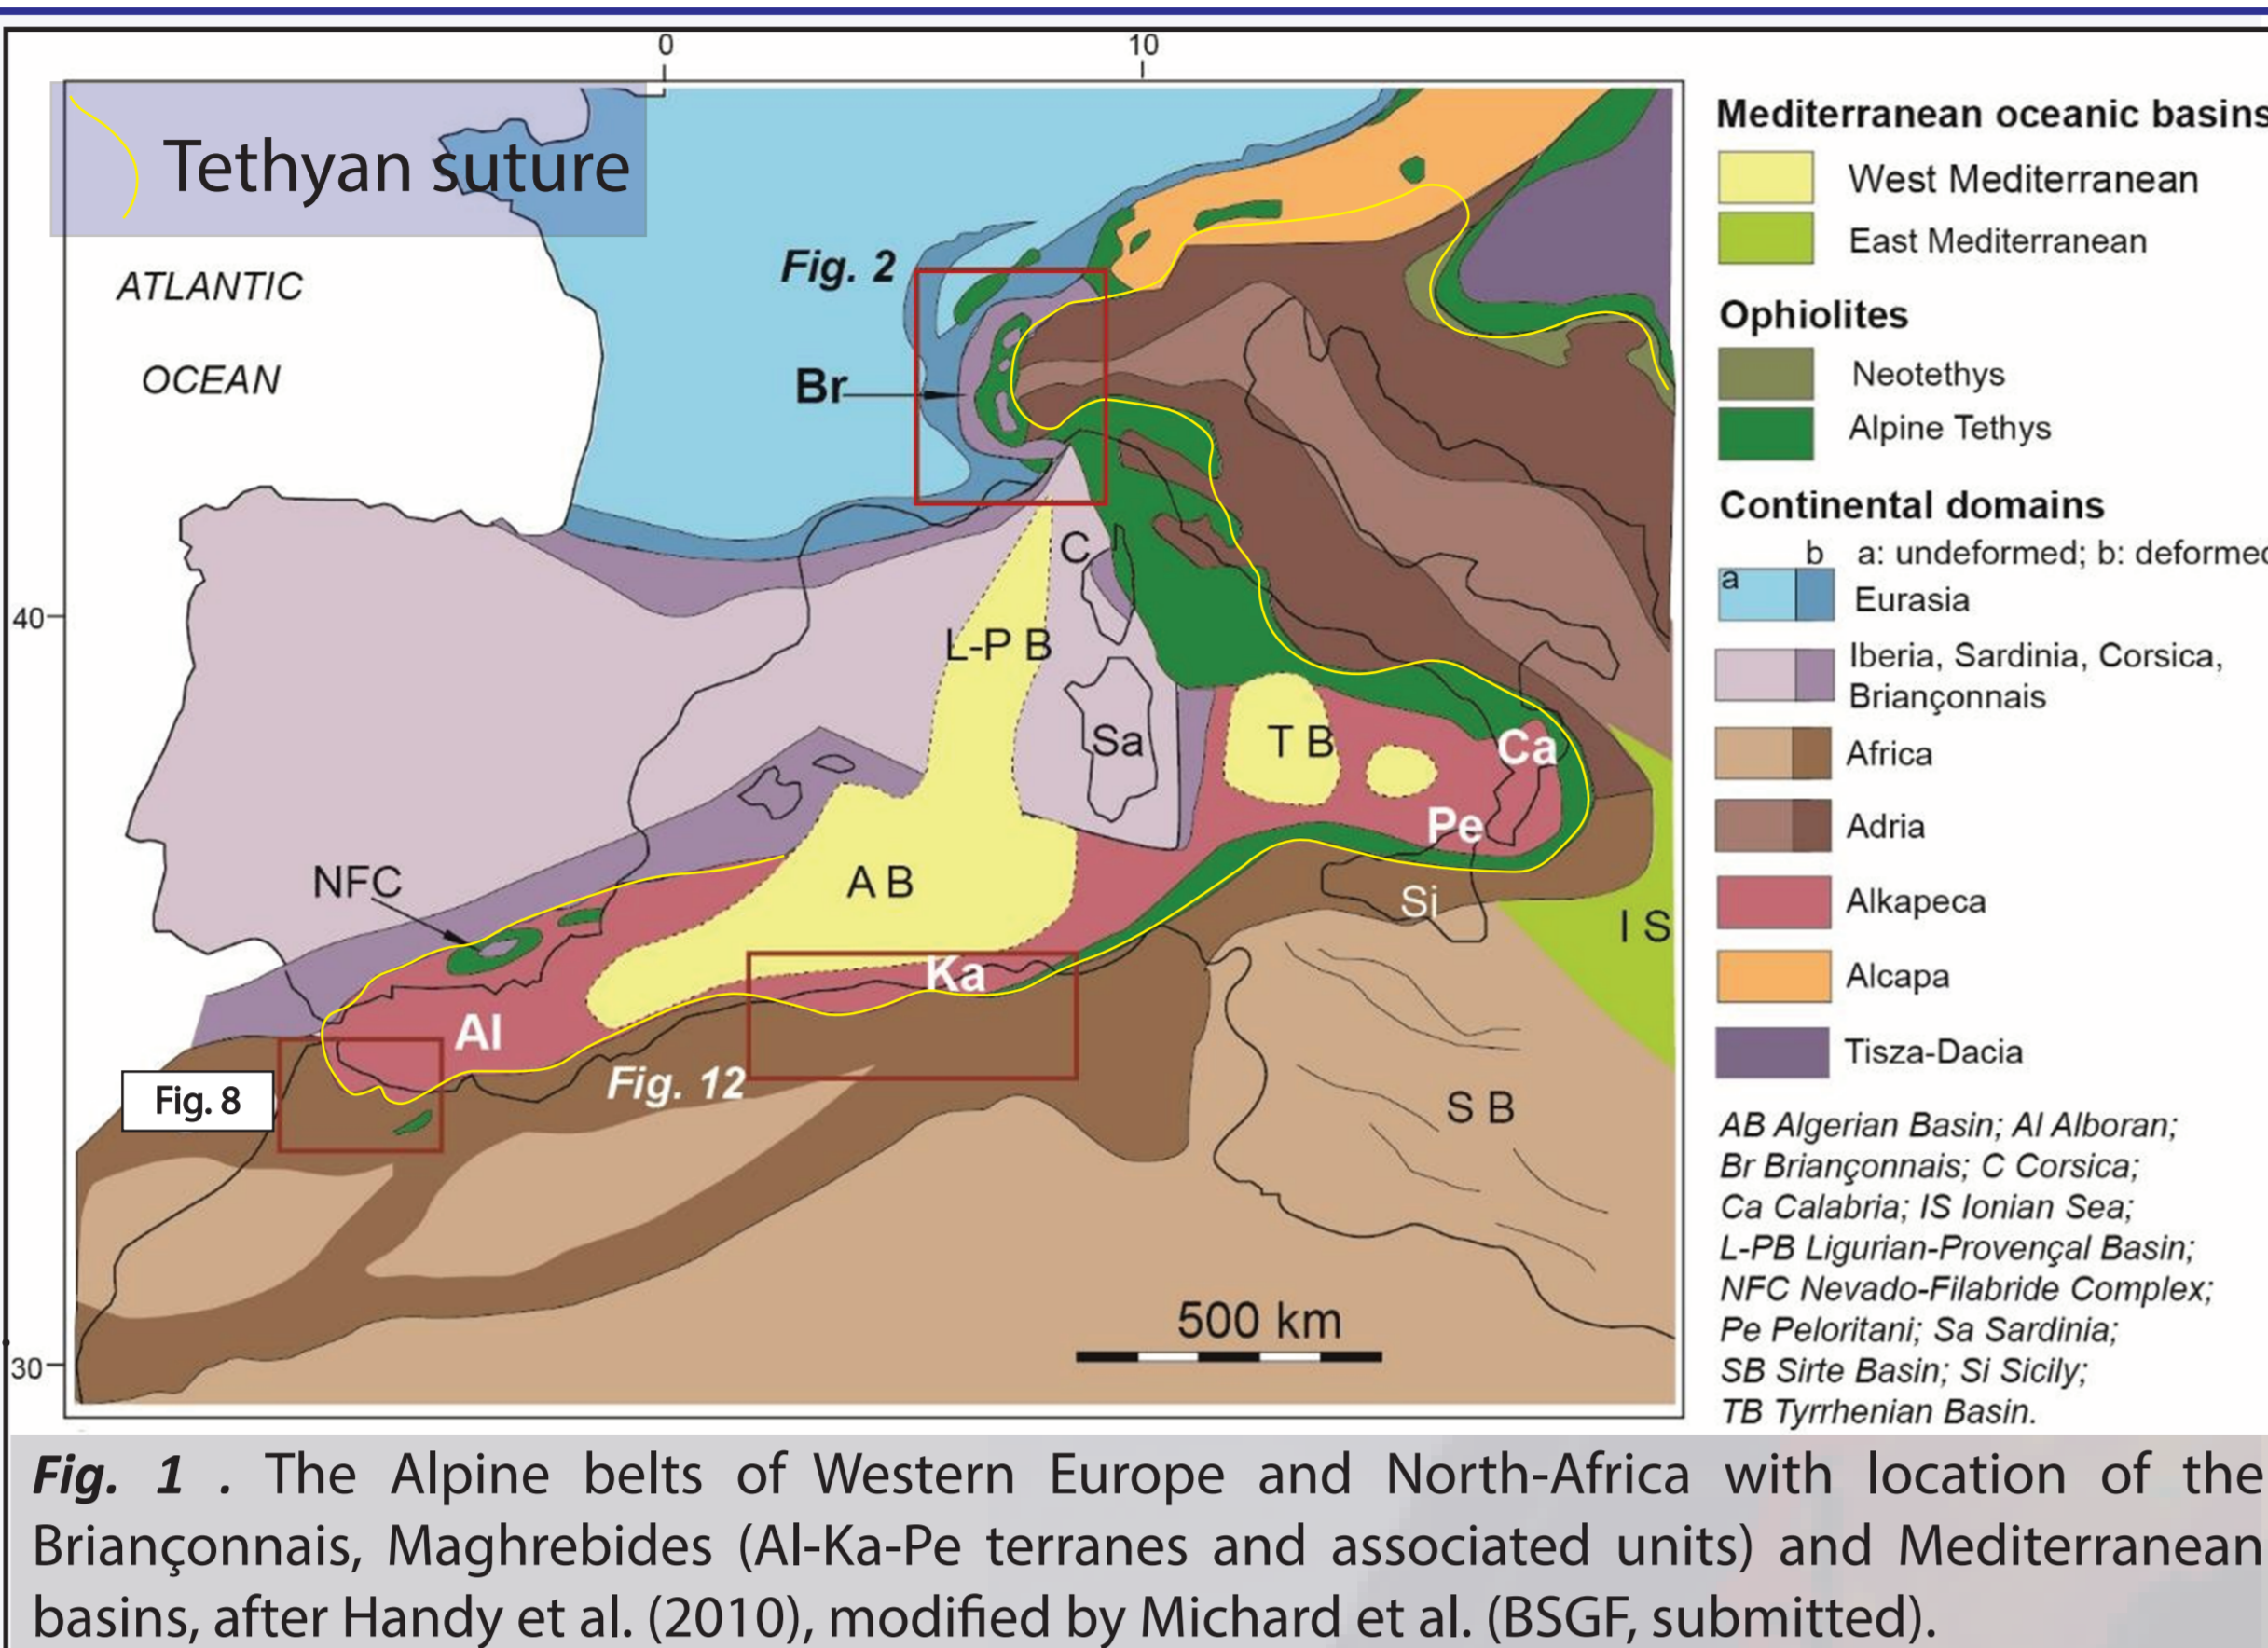 0
10
Tethyan suture
ATLANTIC
OCEAN
Fig. 2
Br
40
C
L-P B
Sa
T B
Ca
Pe
NFC
A B
Si
I S
Ka
Al
Fig. 12
Fig. 8
S B
500 km
30
Mediterranean oceanic basins
West Mediterranean
East Mediterranean
Ophiolites
Neotethys
Alpine Tethys
Continental domains
b a: undeformed; b: deformed
a
Eurasia
Iberia, Sardinia, Corsica,
Briançonnais
Africa
Adria
Alkapeca
Alcapa
Tisza-Dacia
AB Algerian Basin; Al Alboran;
Br Briançonnais; C Corsica;
Ca Calabria; IS Ionian Sea;
L-PB Ligurian-Provençal Basin;
NFC Nevado-Filabride Complex;
Pe Peloritani; Sa Sardinia;
SB Sirte Basin; Si Sicily;
TB Tyrrhenian Basin.
Fig. 1 . The Alpine belts of Western Europe and North-Africa with location of the
Briançonnais, Maghrebides (Al-Ka-Pe terranes and associated units) and Mediterranean
basins, after Handy et al. (2010), modified by Michard et al. (BSGF, submitted).